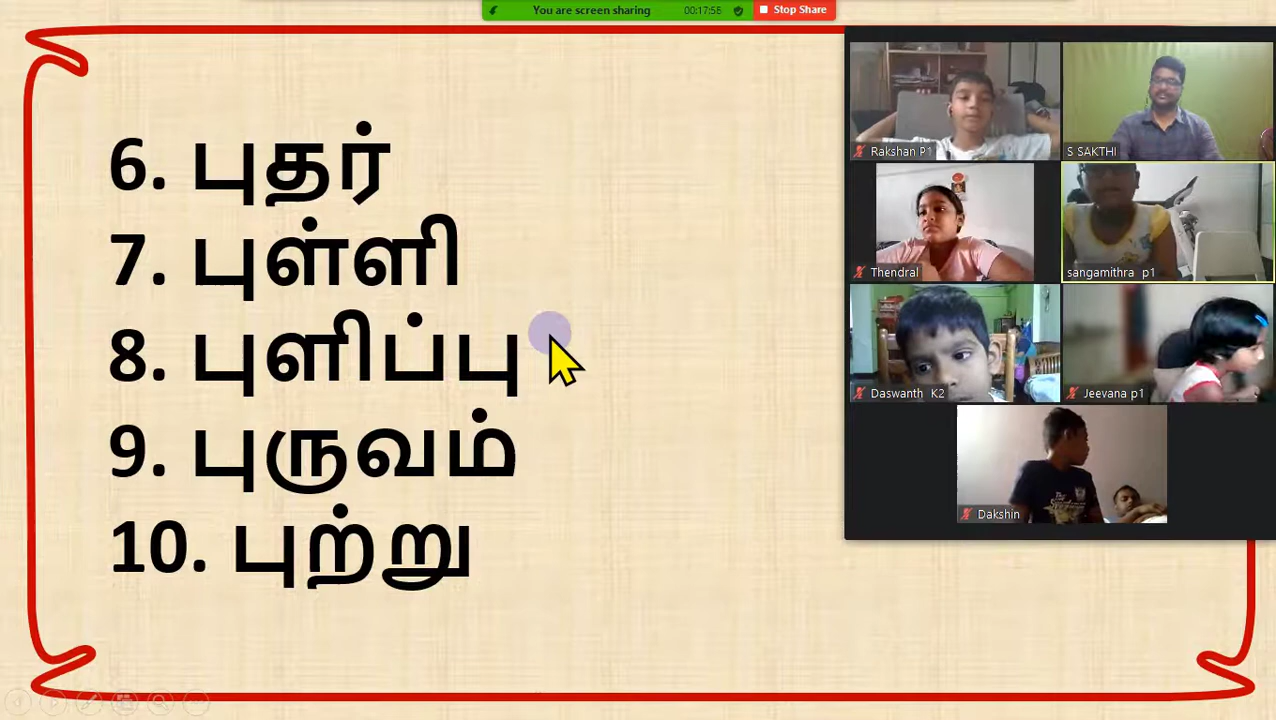 You are screen sharing 00:17:58 Stop Share
6. புதர்
7. புள்ளி
8. புளிப்பு
9. புருவம்
10. புற்று
Rakshan P1
S SAKTHI
Thendral
sangamithra p1
Daswanth K2
Jeevana p1
Dakshin